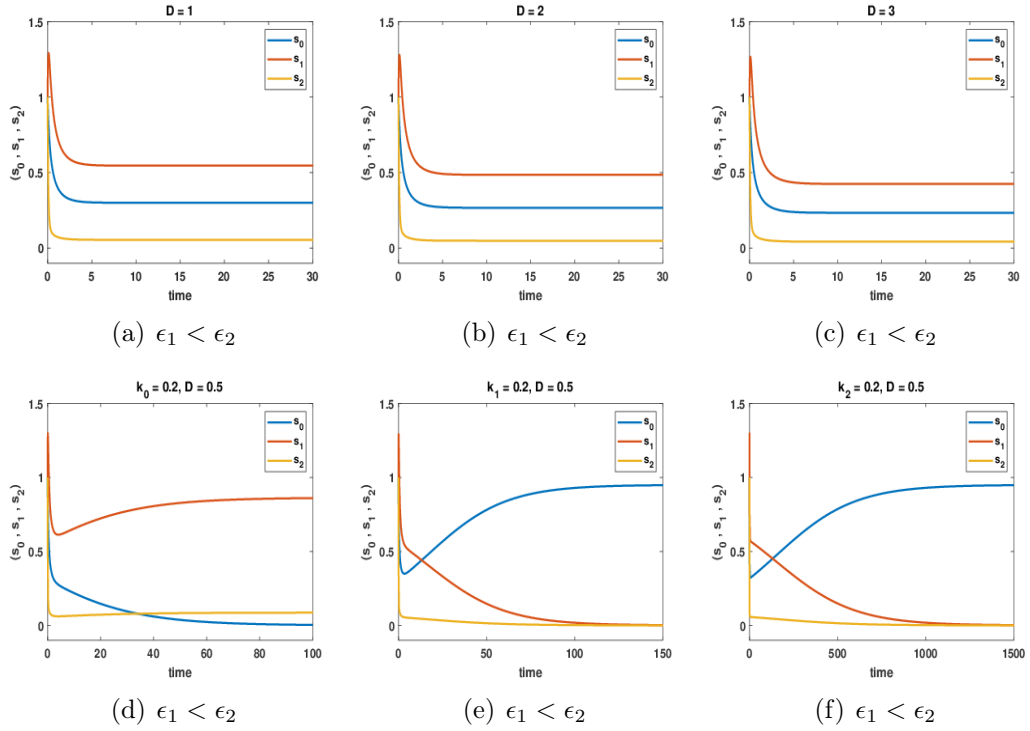 D = 1
1.5
1
0.5
0
(s₀ , s₁ , s₂)
0 5 10 15 20 25 30
time
s₀
s₁
s₂
(a) ϵ₁ < ϵ₂
D = 2
1.5
1
0.5
0
(s₀ , s₁ , s₂)
0 5 10 15 20 25 30
time
s₀
s₁
s₂
(b) ϵ₁ < ϵ₂
D = 3
1.5
1
0.5
0
(s₀ , s₁ , s₂)
0 5 10 15 20 25 30
time
s₀
s₁
s₂
(c) ϵ₁ < ϵ₂
k₀ = 0.2, D = 0.5
1.5
1
0.5
0
(s₀ , s₁ , s₂)
0 20 40 60 80 100
time
s₀
s₁
s₂
(d) ϵ₁ < ϵ₂
k₁ = 0.2, D = 0.5
1.5
1
0.5
0
(s₀ , s₁ , s₂)
0 50 100 150
time
s₀
s₁
s₂
(e) ϵ₁ < ϵ₂
k₂ = 0.2, D = 0.5
1.5
1
0.5
0
(s₀ , s₁ , s₂)
0 500 1000 1500
time
s₀
s₁
s₂
(f) ϵ₁ < ϵ₂